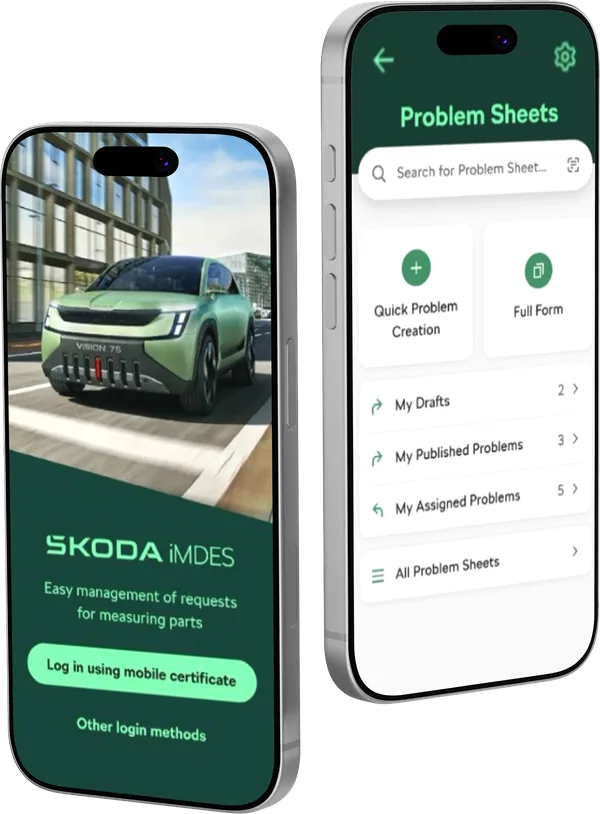 VISION 75
ŠKODA iMDES
Easy management of requests
for measuring parts
Log in using mobile certificate
Other login methods
Problem Sheets
Search for Problem Sheet...
Quick Problem
Creation
Full Form
My Drafts 2
My Published Problems 3
My Assigned Problems 5
All Problem Sheets